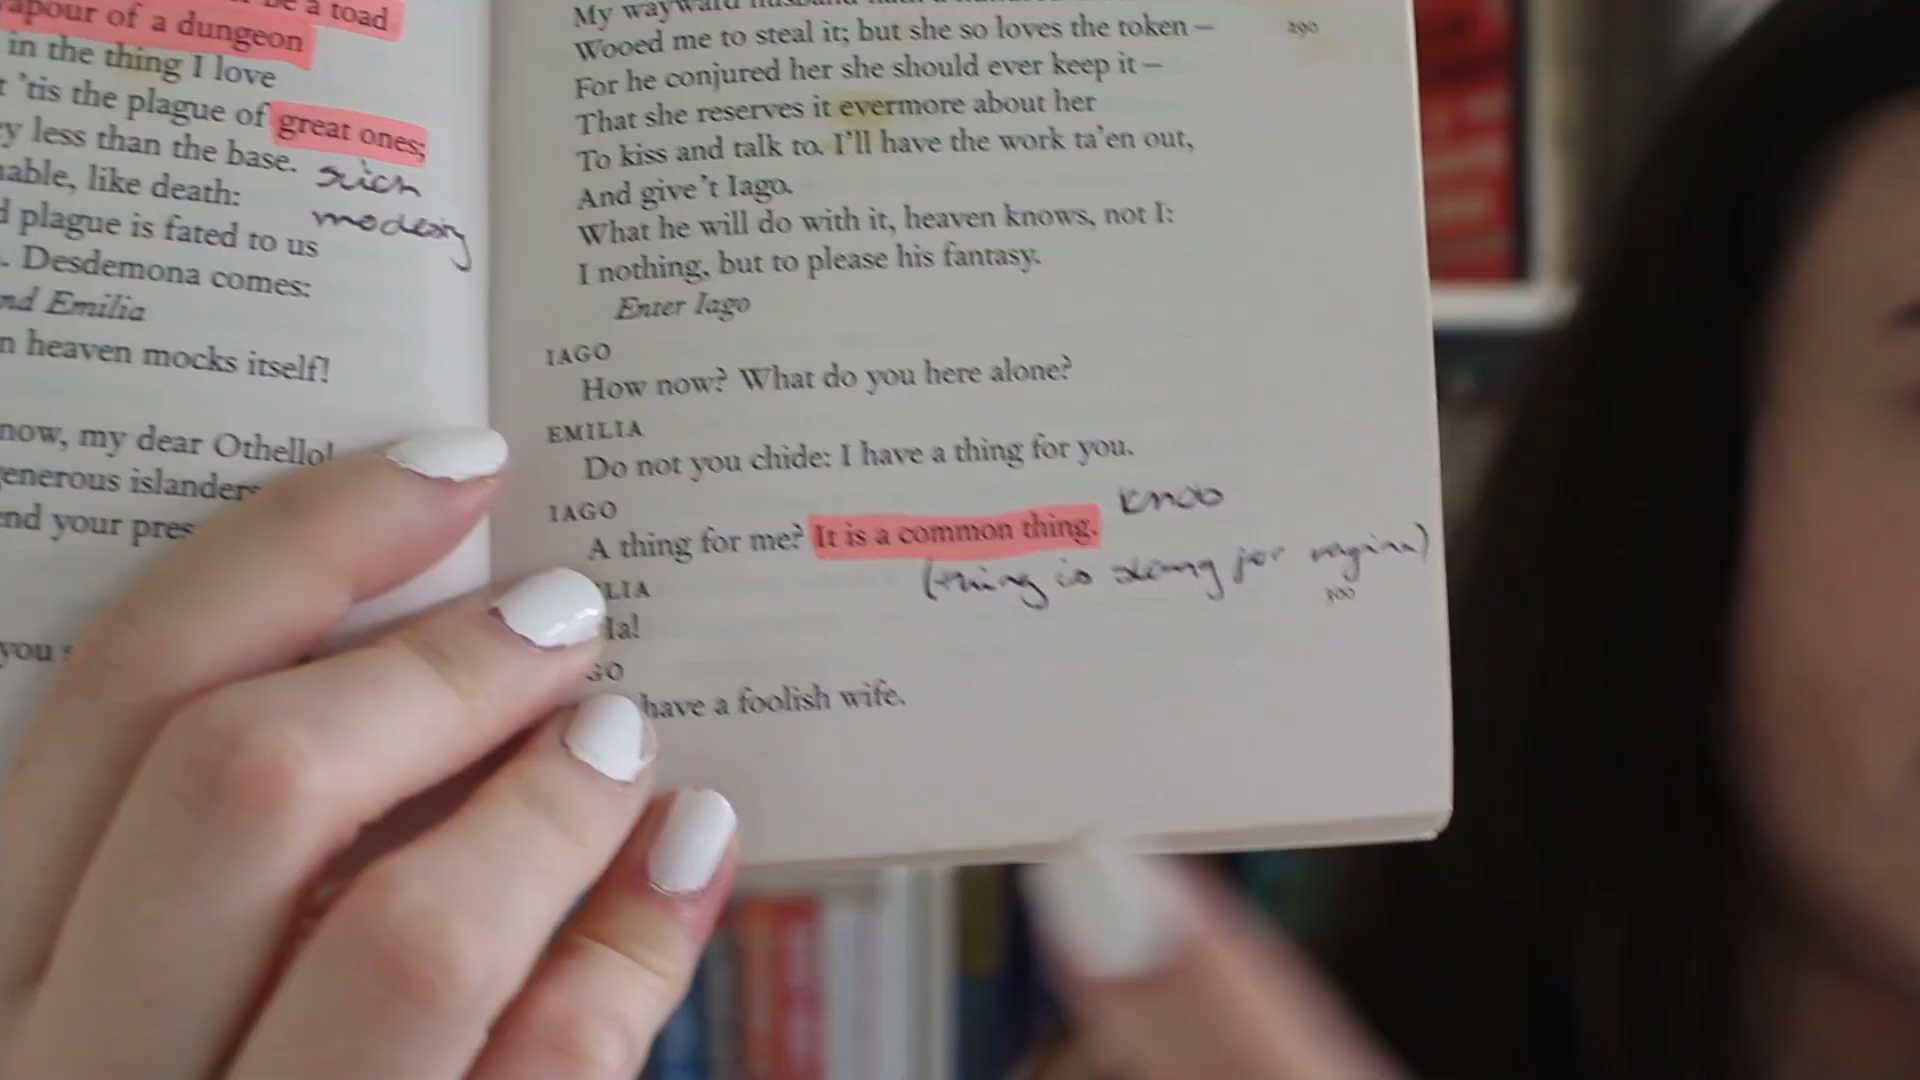 be a toad
vapour of a dungeon
in the thing I love
'tis the plague of great ones;
less than the base.
like death:
such
modesty
plague is fated to us
Desdemona comes:
nd Emilia
heaven mocks itself!
now, my dear Othello!
enerous islanders
nd your pres
you
My wayward husband hath a hundred
Wooed me to steal it; but she so loves the token –
290
For he conjured her she should ever keep it –
That she reserves it evermore about her
To kiss and talk to. I'll have the work ta'en out,
And give't Iago.
What he will do with it, heaven knows, not I:
I nothing, but to please his fantasy.
Enter Iago
IAGO
How now? What do you here alone?
EMILIA
Do not you chide: I have a thing for you.
IAGO
A thing for me? It is a common thing.
knob
(thing is slang for vagina)
LIA
Ha!
300
GO
have a foolish wife.